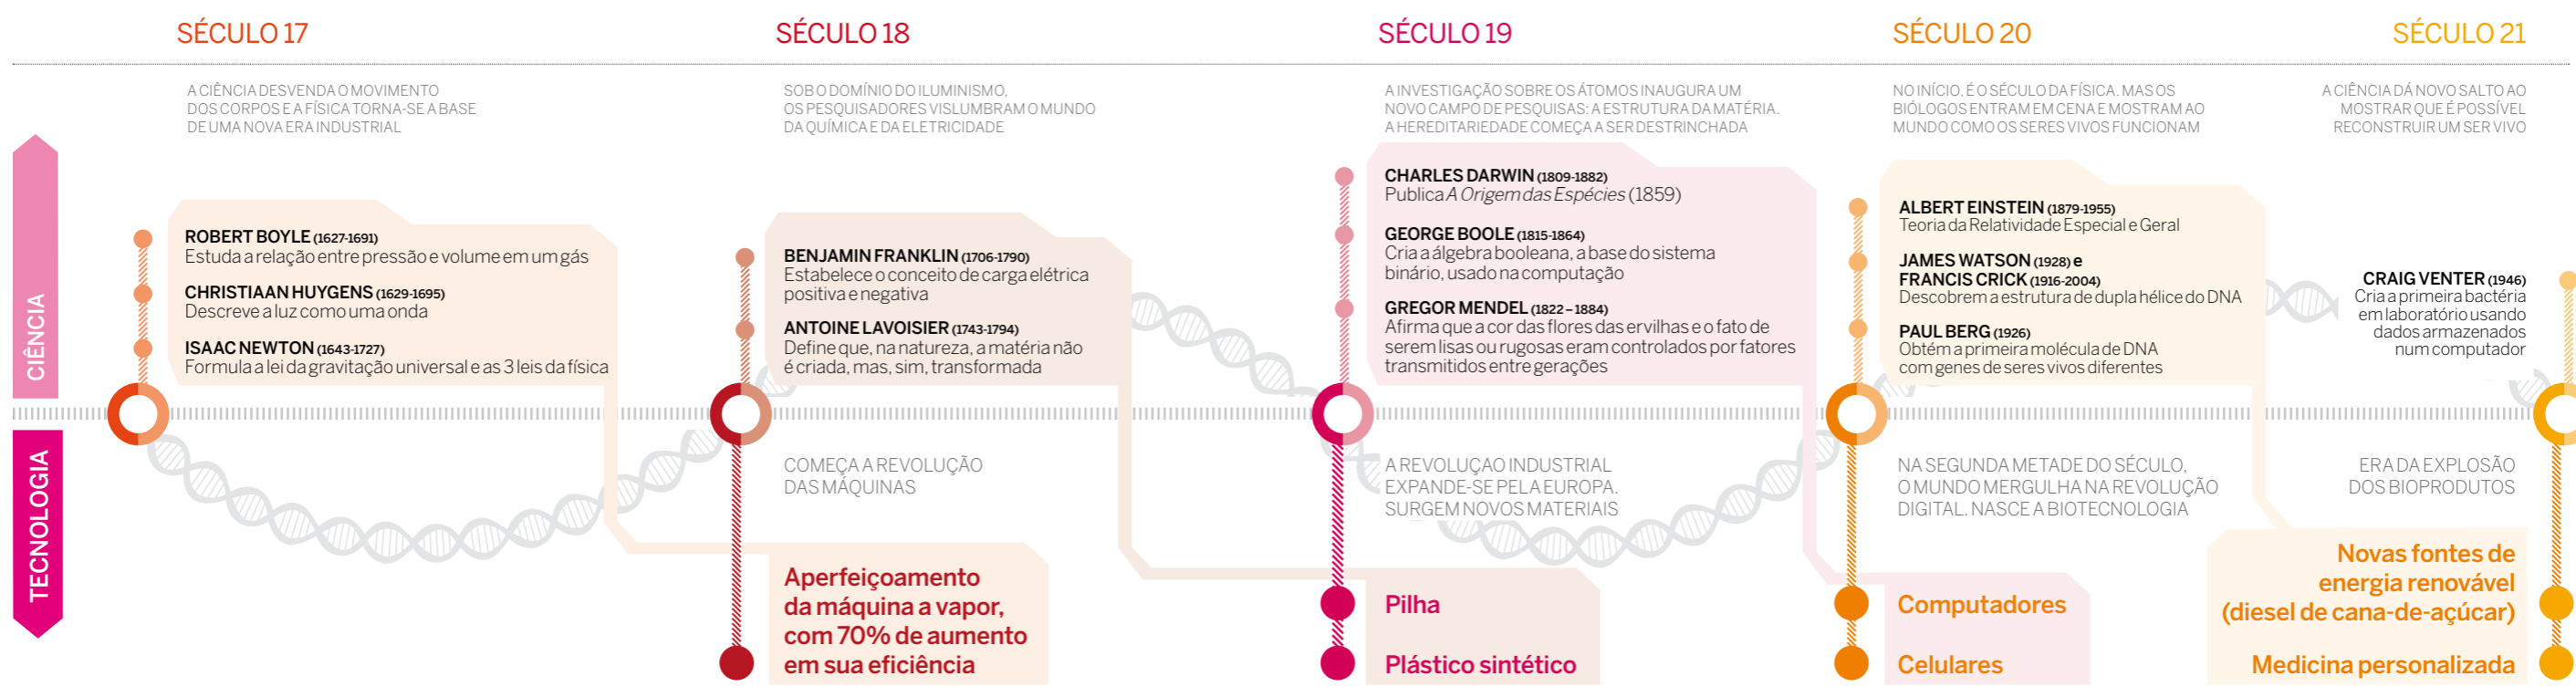 SÉCULO 17
A CIÊNCIA DESVENDA O MOVIMENTO
DOS CORPOS E A FÍSICA TORNA-SE A BASE
DE UMA NOVA ERA INDUSTRIAL
ROBERT BOYLE (1627-1691)
Estuda a relação entre pressão e volume em um gás
CHRISTIAAN HUYGENS (1629-1695)
Descreve a luz como uma onda
ISAAC NEWTON (1643-1727)
Formula a lei da gravitação universal e as 3 leis da física
SÉCULO 18
SOB O DOMÍNIO DO ILUMINISMO,
OS PESQUISADORES VISLUMBRAM O MUNDO
DA QUÍMICA E DA ELETRICIDADE
BENJAMIN FRANKLIN (1706-1790)
Estabelece o conceito de carga elétrica
positiva e negativa
ANTOINE LAVOISIER (1743-1794)
Define que, na natureza, a matéria não
é criada, mas, sim, transformada
SÉCULO 19
A INVESTIGAÇÃO SOBRE OS ÁTOMOS INAUGURA UM
NOVO CAMPO DE PESQUISAS: A ESTRUTURA DA MATÉRIA.
A HEREDITARIEDADE COMEÇA A SER DESTRINCHADA
CHARLES DARWIN (1809-1882)
Publica A Origem das Espécies (1859)
GEORGE BOOLE (1815-1864)
Cria a álgebra booleana, a base do sistema
binário, usado na computação
GREGOR MENDEL (1822 – 1884)
Afirma que a cor das flores das ervilhas e o fato de
serem lisas ou rugosas eram controlados por fatores
transmitidos entre gerações
SÉCULO 20
NO INÍCIO, É O SÉCULO DA FÍSICA. MAS OS
BIÓLOGOS ENTRAM EM CENA E MOSTRAM AO
MUNDO COMO OS SERES VIVOS FUNCIONAM
ALBERT EINSTEIN (1879-1955)
Teoria da Relatividade Especial e Geral
JAMES WATSON (1928) e
FRANCIS CRICK (1916-2004)
Descobrem a estrutura de dupla hélice do DNA
PAUL BERG (1926)
Obtém a primeira molécula de DNA
com genes de seres vivos diferentes
SÉCULO 21
A CIÊNCIA DÁ NOVO SALTO AO
MOSTRAR QUE É POSSÍVEL
RECONSTRUIR UM SER VIVO
CRAIG VENTER (1946)
Cria a primeira bactéria
em laboratório usando
dados armazenados
num computador
CIÊNCIA
TECNOLOGIA
COMEÇA A REVOLUÇÃO
DAS MÁQUINAS
Aperfeiçoamento
da máquina a vapor,
com 70% de aumento
em sua eficiência
A REVOLUÇAO INDUSTRIAL
EXPANDE-SE PELA EUROPA.
SURGEM NOVOS MATERIAIS
Pilha
Plástico sintético
NA SEGUNDA METADE DO SÉCULO,
O MUNDO MERGULHA NA REVOLUÇÃO
DIGITAL. NASCE A BIOTECNOLOGIA
Computadores
Celulares
ERA DA EXPLOSÃO
DOS BIOPRODUTOS
Novas fontes de
energia renovável
(diesel de cana-de-açúcar)
Medicina personalizada